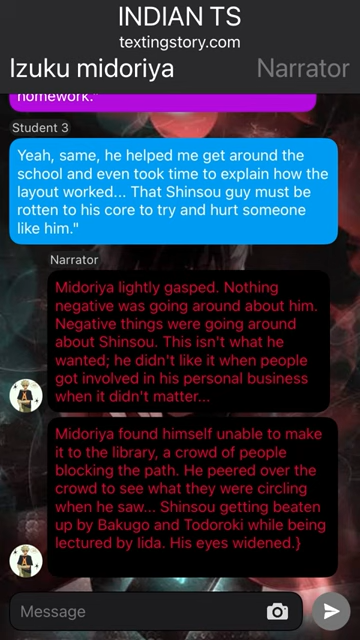 INDIAN TS
textingstory.com
Izuku midoriya Narrator
homework."
Student 3
Yeah, same, he helped me get around the
school and even took time to explain how the
layout worked... That Shinsou guy must be
rotten to his core to try and hurt someone
like him."
Narrator
Midoriya lightly gasped. Nothing
negative was going around about him.
Negative things were going around
about Shinsou. This isn't what he
wanted; he didn't like it when people
got involved in his personal business
when it didn't matter...
Midoriya found himself unable to make
it to the library, a crowd of people
blocking the path. He peered over the
crowd to see what they were circling
when he saw... Shinsou getting beaten
up by Bakugo and Todoroki while being
lectured by Iida. His eyes widened.}
Message